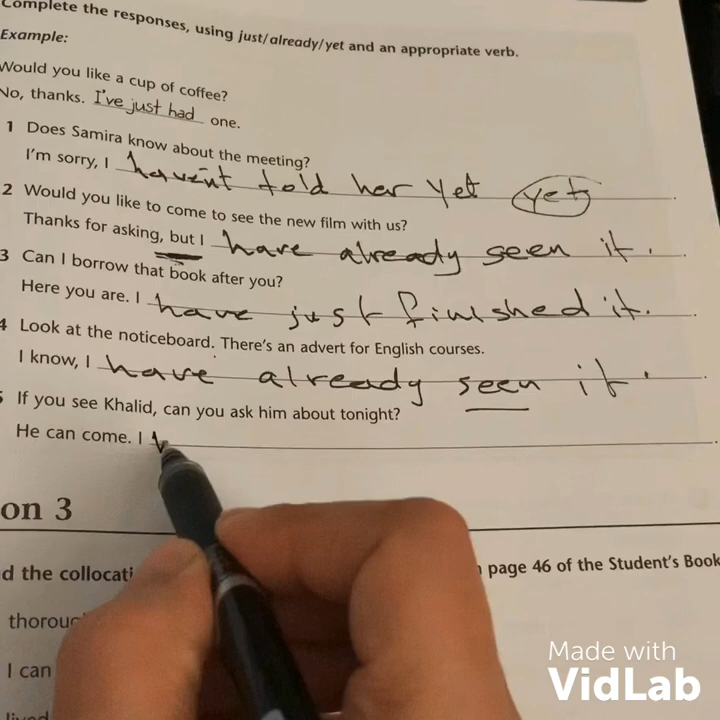 Complete the responses, using just/already/yet and an appropriate verb.
Example:
Would you like a cup of coffee?
No, thanks. I've just had one.
1 Does Samira know about the meeting?
I'm sorry, I haven't told her yet yet
2 Would you like to come to see the new film with us?
Thanks for asking, but I have already seen it.
3 Can I borrow that book after you?
Here you are. I have just finished it.
4 Look at the noticeboard. There's an advert for English courses.
I know, I have already seen it.
5 If you see Khalid, can you ask him about tonight?
He can come. I
on 3
d the collocati page 46 of the Student's Book
thoroug
I can
lived
Made with
VidLab